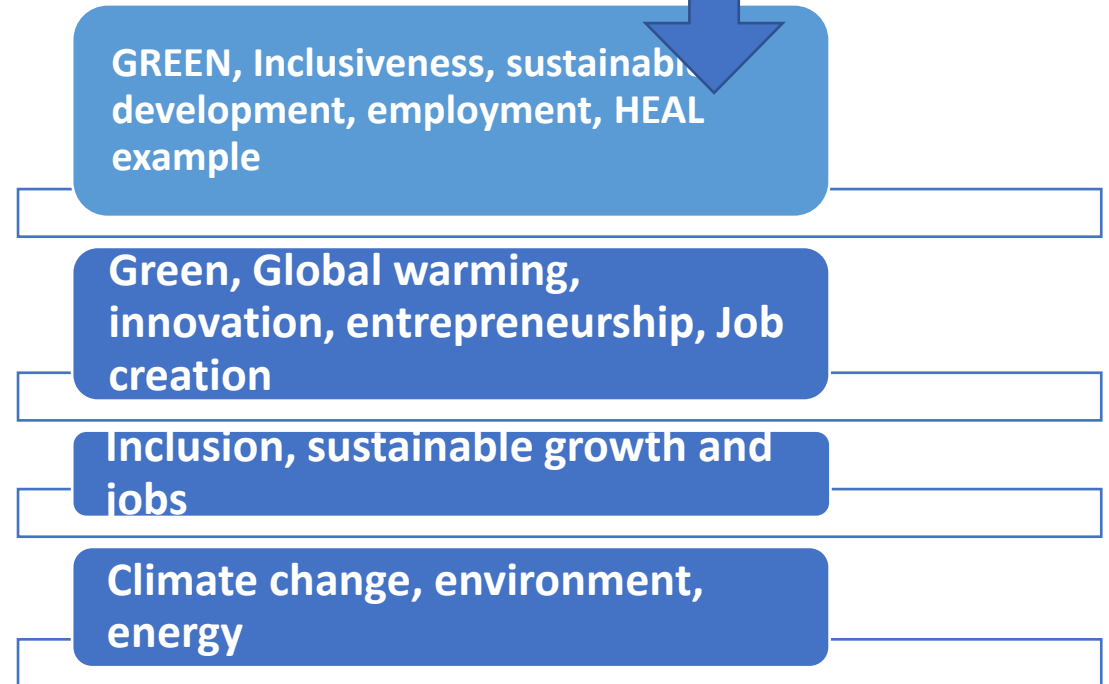 GREEN, Inclusiveness, sustainable
development, employment, HEAL
example
Green, Global warming,
innovation, entrepreneurship, Job
creation
Inclusion, sustainable growth and
jobs
Climate change, environment,
energy